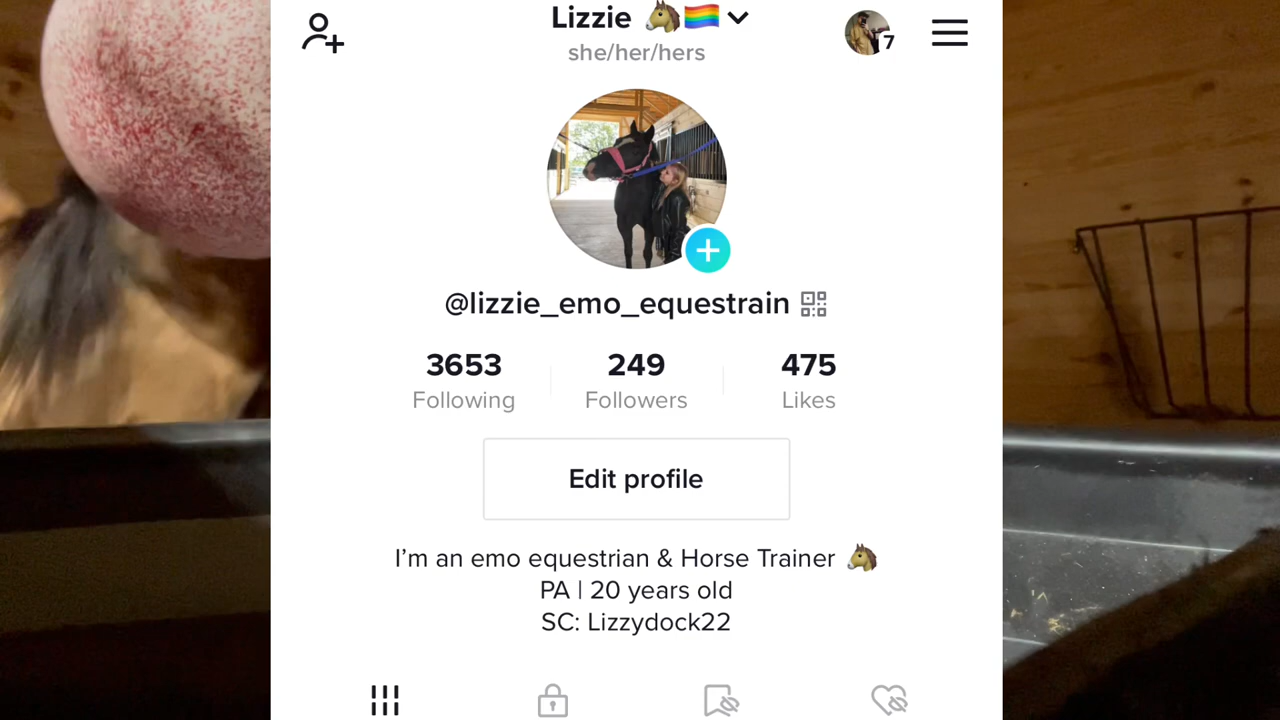 Lizzie 🐴🏳️‍🌈
she/her/hers
7
@lizzie_emo_equestrain
3653 249 475
Following Followers Likes
Edit profile
I'm an emo equestrian & Horse Trainer 🐴
PA | 20 years old
SC: Lizzydock22